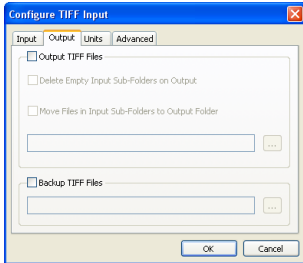 Configure TIFF Input
Input Output Units Advanced
Output TIFF Files
Delete Empty Input Sub-Folders on Output
Move Files in Input Sub-Folders to Output Folder
...
Backup TIFF Files
...
OK Cancel